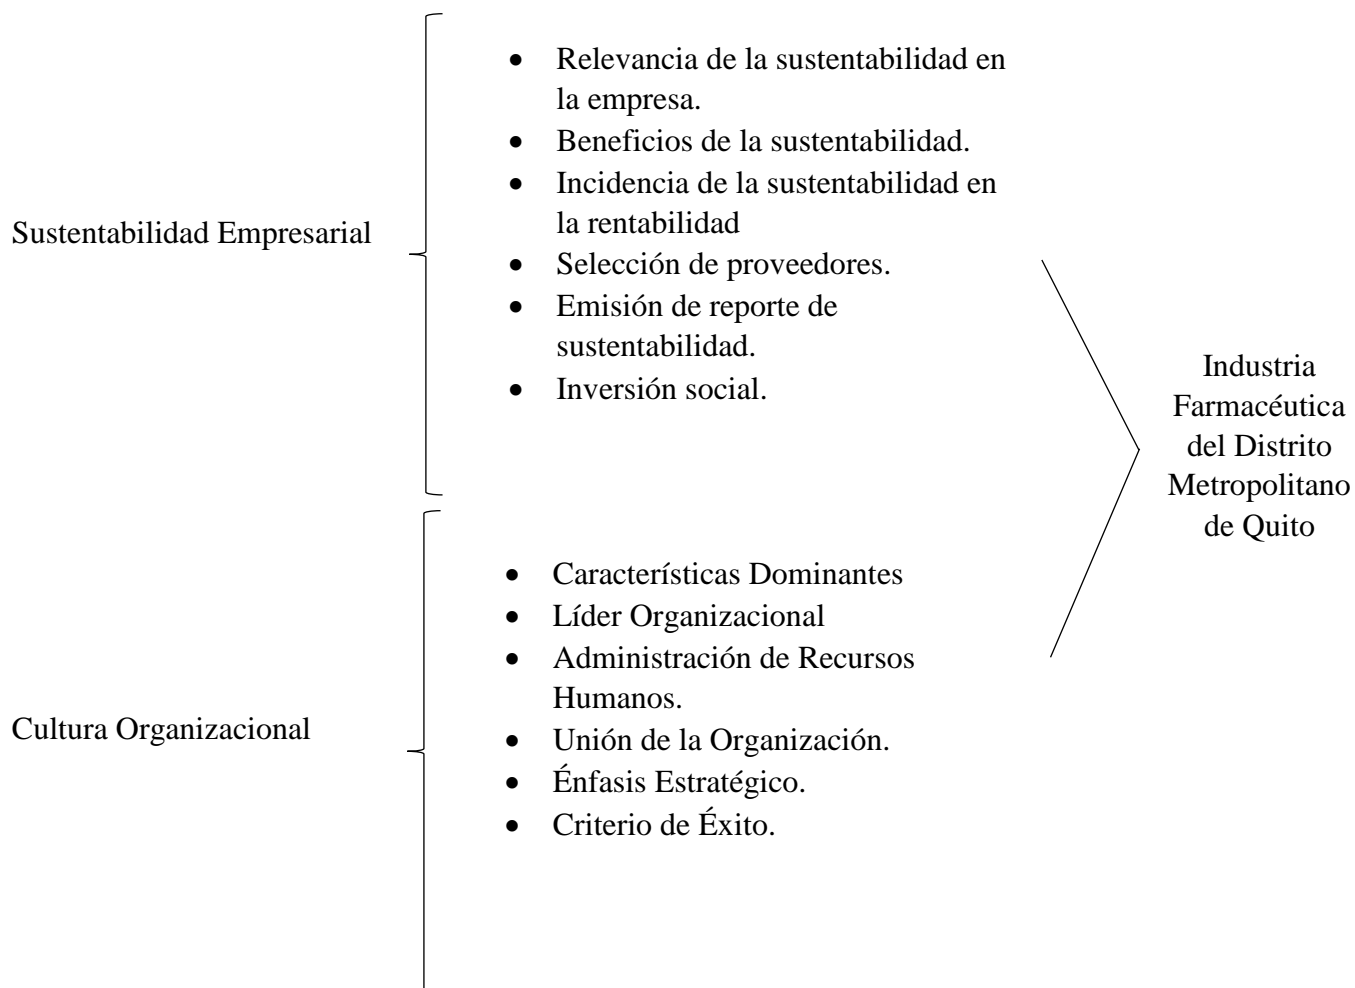 Sustentabilidad Empresarial
• Relevancia de la sustentabilidad en
la empresa.
• Beneficios de la sustentabilidad.
• Incidencia de la sustentabilidad en
la rentabilidad
• Selección de proveedores.
• Emisión de reporte de
sustentabilidad.
• Inversión social.
Cultura Organizacional
• Características Dominantes
• Líder Organizacional
• Administración de Recursos
Humanos.
• Unión de la Organización.
• Énfasis Estratégico.
• Criterio de Éxito.
Industria
Farmacéutica
del Distrito
Metropolitano
de Quito